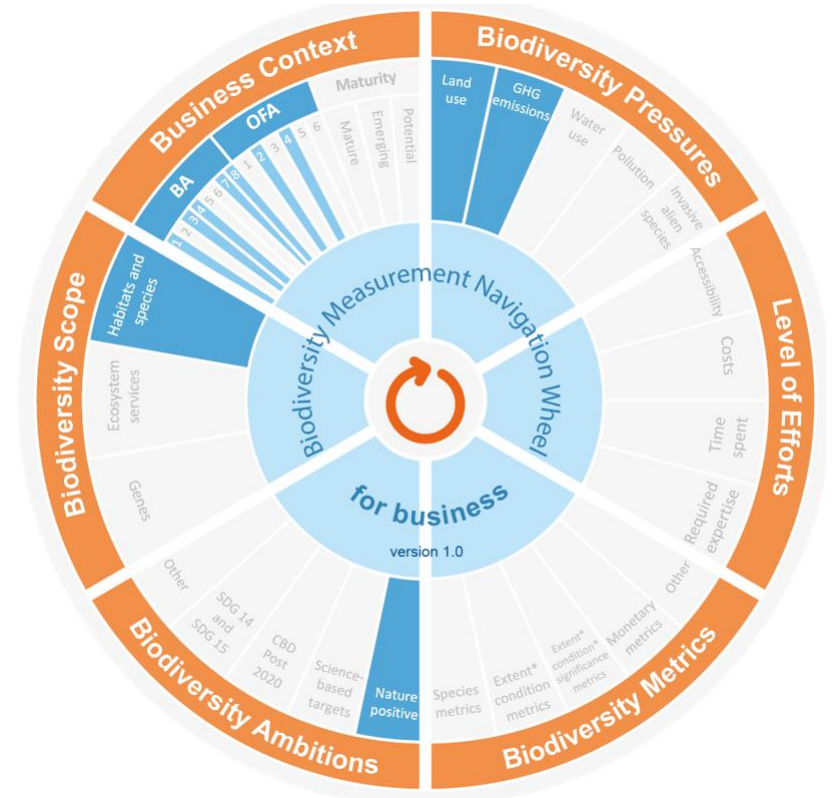 Business Context
BA
1
2
3
4
5
6
7
8
OFA
1
2
3
4
5
6
Maturity
Mature
Emerging
Potential
Biodiversity Pressures
Land
use
GHG
emissions
Water
use
Pollution
Invasive
alien
species
Level of Efforts
Accessibility
Costs
Time
spent
Required
expertise
Biodiversity Metrics
Other
Monetary
metrics
Extent*
condition*
significance
metrics
Extent*
condition
metrics
Species
metrics
Biodiversity Ambitions
Nature
positive
Science-
based
targets
CBD
Post
2020
SDG 14
and
SDG 15
Other
Biodiversity Scope
Genes
Ecosystem
services
Habitats and
species
Biodiversity Measurement Navigation Wheel
for business
version 1.0